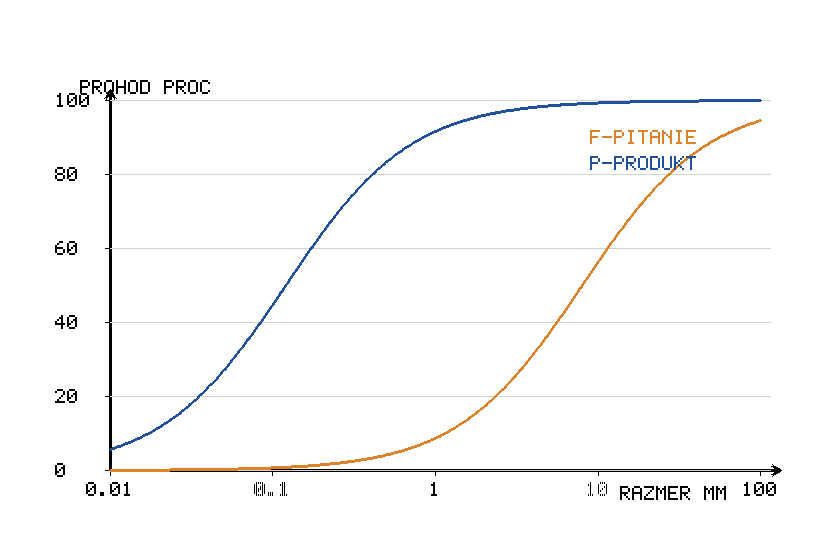 PROHOD PROC
100
F-PITANIE
P-PRODUKT
80
60
40
20
0
0.01 0.1 1 10 RAZMER MM 100